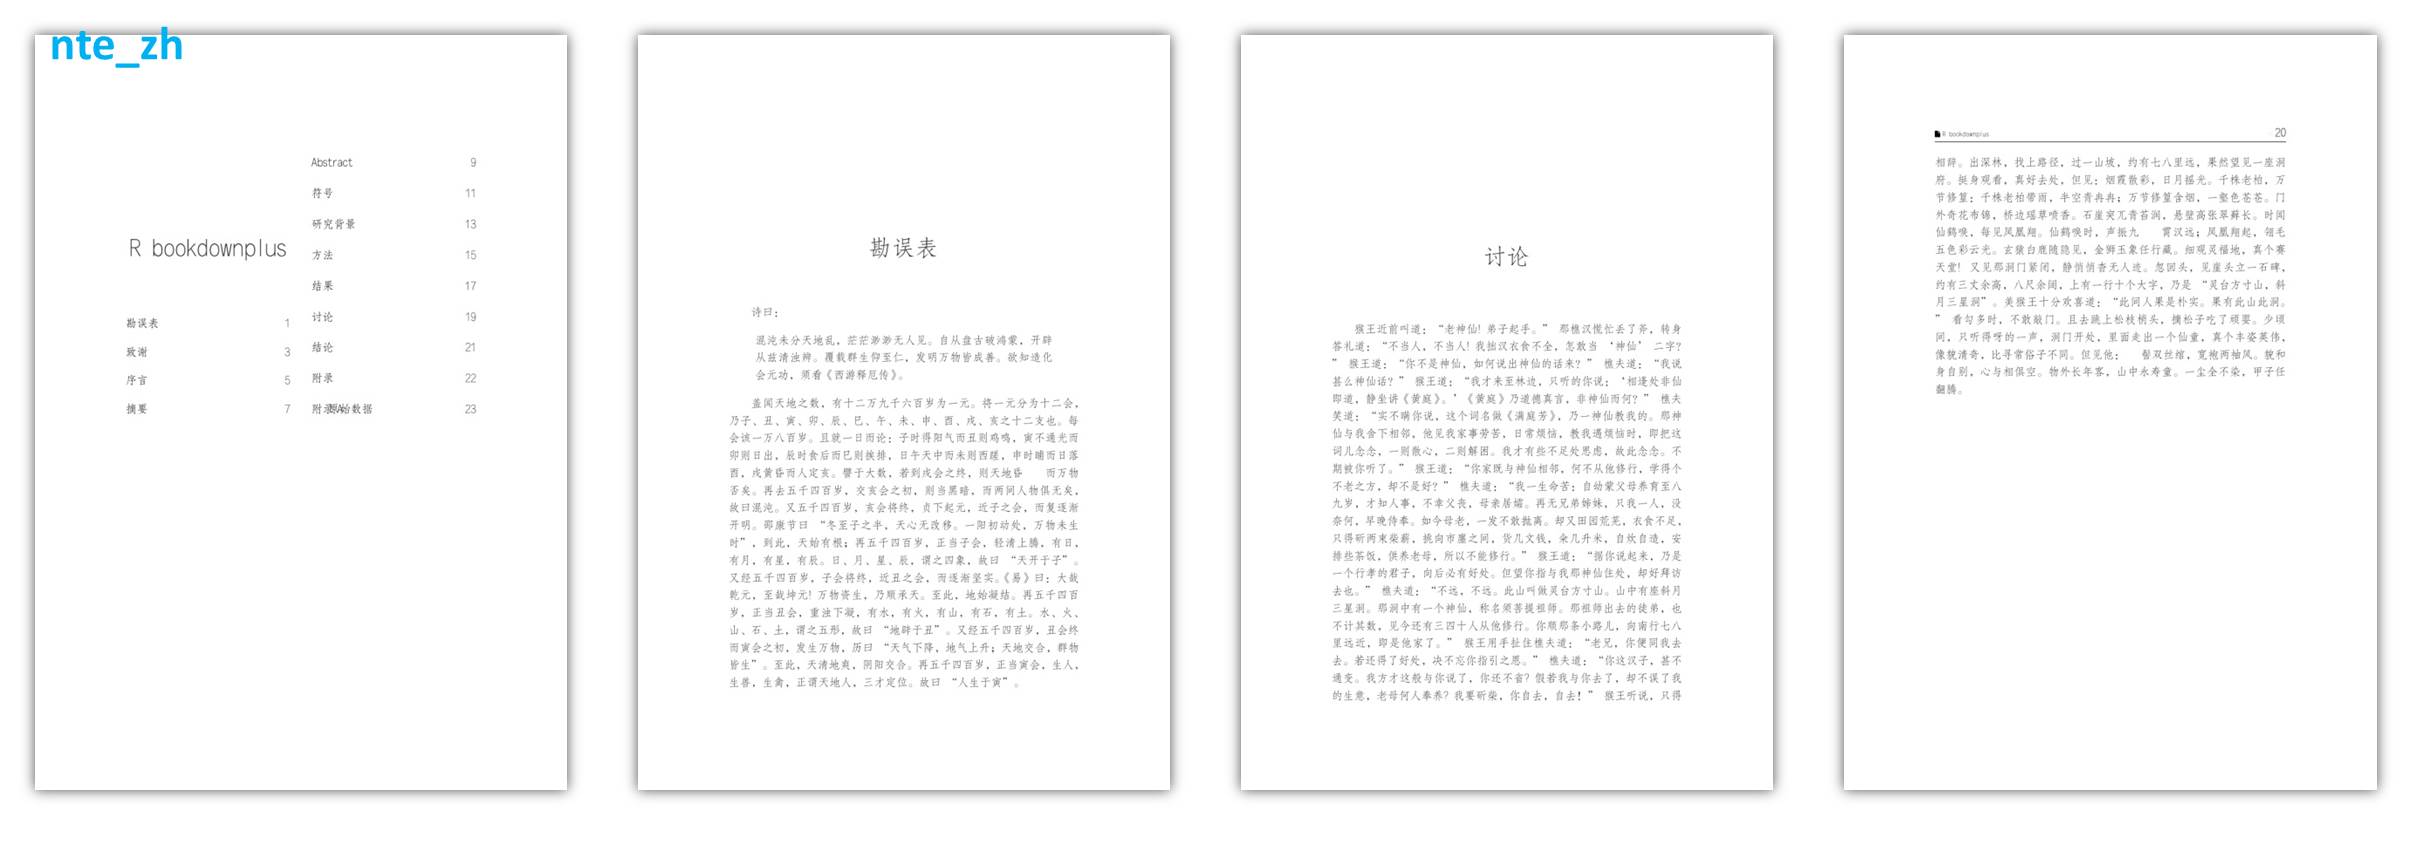 nte_zh
R bookdownplus
勘误表 1
致谢 3
序言 5
摘要 7
Abstract 9
符号 11
研究背景 13
方法 15
结果 17
讨论 19
结论 21
附录 22
23
勘误表
诗曰:
混沌未分天地乱，茫茫渺渺无人见。自从盘古破鸿蒙，开辟
从兹清浊辨。覆载群生仰至仁，发明万物皆成善。欲知造化
会元功，须看《西游释厄传》。
盖闻天地之数，有十二万九千六百岁为一元。将一元分为十二会，
乃子、丑、寅、卯、辰、巳、午、未、申、酉、戌、亥之十二支也。每
会该一万八百岁。且就一日而论：子时得阳气而丑则鸡鸣，寅不通光而
卯则日出，辰时食后而巳则挨排，日午天中而未则西蹉，申时晡而日落
酉，戌黄昏而人定亥。譬于大数，若到戌会之终，则天地昏 而万物
否矣。再去五千四百岁，交亥会之初，则当黑暗，而两间人物俱无矣，
故曰混沌。又五千四百岁，亥会将终，贞下起元，近子之会，而复逐渐
开明。邵康节曰 “冬至子之半，天心无改移。一阳初动处，万物未生
时”，到此，天始有根；再五千四百岁，正当子会，轻清上腾，有日，
有月，有星，有辰。日、月、星、辰，谓之四象，故曰 “天开于子”。
又经五千四百岁，子会将终，近丑之会，而逐渐坚实。《易》曰：大哉
乾元，至哉坤元！万物资生，乃顺承天。至此，地始凝结。再五千四百
岁，正当丑会，重浊下凝，有水，有火，有山，有石，有土。水、火、
山、石、土，谓之五形，故曰 “地辟于丑”。又经五千四百岁，丑会终
而寅会之初，发生万物，历曰 “天气下降，地气上升；天地交合，群物
皆生”。至此，天清地爽，阴阳交合。再五千四百岁，正当寅会，生人，
生兽，生禽，正谓天地人，三才定位。故曰 “人生于寅”。
讨论
猴王近前叫道：“老神仙! 弟子起手。” 那樵汉慌忙丢了斧，转身
答礼道：“不当人，不当人! 我拙汉衣食不全，怎敢当 ‘神仙’ 二字?
” 猴王道：“你不是神仙，如何说出神仙的话来? ” 樵夫道：“我说
甚么神仙话? ” 猴王道：“我才来至林边，只听的你说：‘相逢处非仙
即道，静坐讲《黄庭》。’《黄庭》乃道德真言，非神仙而何? ” 樵夫
笑道：“实不瞒你说，这个词名做《满庭芳》，乃一神仙教我的。那神
仙与我舍下相邻，他见我家事劳苦，日常烦恼，教我遇烦恼时，即把这
词儿念念，一则散心，二则解困。我才有些不足处思虑，故此念念。不
期被你听了。” 猴王道：“你家既与神仙相邻，何不从他修行，学得个
不老之方，却不是好? ” 樵夫道：“我一生命苦：自幼蒙父母养育至八
九岁，才知人事，不幸父丧，母亲居孀。再无兄弟姊妹，只我一人，没
奈何，早晚侍奉。如今母老，一发不敢抛离。却又田园荒芜，衣食不足，
只得斫两束柴薪，挑向市廛之间，货几文钱，籴几升米，自炊自造，安
排些茶饭，供养老母，所以不能修行。” 猴王道：“据你说起来，乃是
一个行孝的君子，向后必有好处。但望你指与我那神仙住处，却好拜访
去也。” 樵夫道：“不远，不远。此山叫做灵台方寸山。山中有座斜月
三星洞。那洞中有一个神仙，称名须菩提祖师。那祖师出去的徒弟，也
不计其数，见今还有三四十人从他修行。你顺那条小路儿，向南行七八
里远近，即是他家了。” 猴王用手扯住樵夫道：“老兄，你便同我去
去。若还得了好处，决不忘你指引之恩。” 樵夫道：“你这汉子，甚不
通变。我方才这般与你说了，你还不省? 假若我与你去了，却不误了我
的生意，老母何人奉养? 我要斫柴，你自去，自去! ” 猴王听说，只得
R bookdownplus 20
相辞。出深林，找上路径，过一山坡，约有七八里远，果然望见一座洞
府。挺身观看，真好去处，但见：烟霞散彩，日月摇光。千株老柏，万
节修篁：千株老柏带雨，半空青冉冉；万节修篁含烟，一壑色苍苍。门
外奇花布锦，桥边瑶草喷香。石崖突兀青苔润，悬壁高张翠藓长。时闻
仙鹤唳，每见凤凰翔。仙鹤唳时，声振九 霄汉远；凤凰翔起，翎毛
五色彩云光。玄猿白鹿随隐见，金狮玉象任行藏。细观灵福地，真个赛
天堂! 又见那洞门紧闭，静悄悄杳无人迹。忽回头，见崖头立一石碑，
约有三丈余高，八尺余阔，上有一行十个大字，乃是 “灵台方寸山，斜
月三星洞”。美猴王十分欢喜道：“此间人果是朴实。果有此山此洞。
” 看勾多时，不敢敲门。且去跳上松枝梢头，摘松子吃了顽耍。少顷
间，只听得呀的一声，洞门开处，里面走出一个仙童，真个丰姿英伟，
像貌清奇，比寻常俗子不同。但见他： 髻双丝绾，宽袍两袖风。貌和
身自别，心与相俱空。物外长年客，山中永寿童。一尘全不染，甲子任
翻腾。